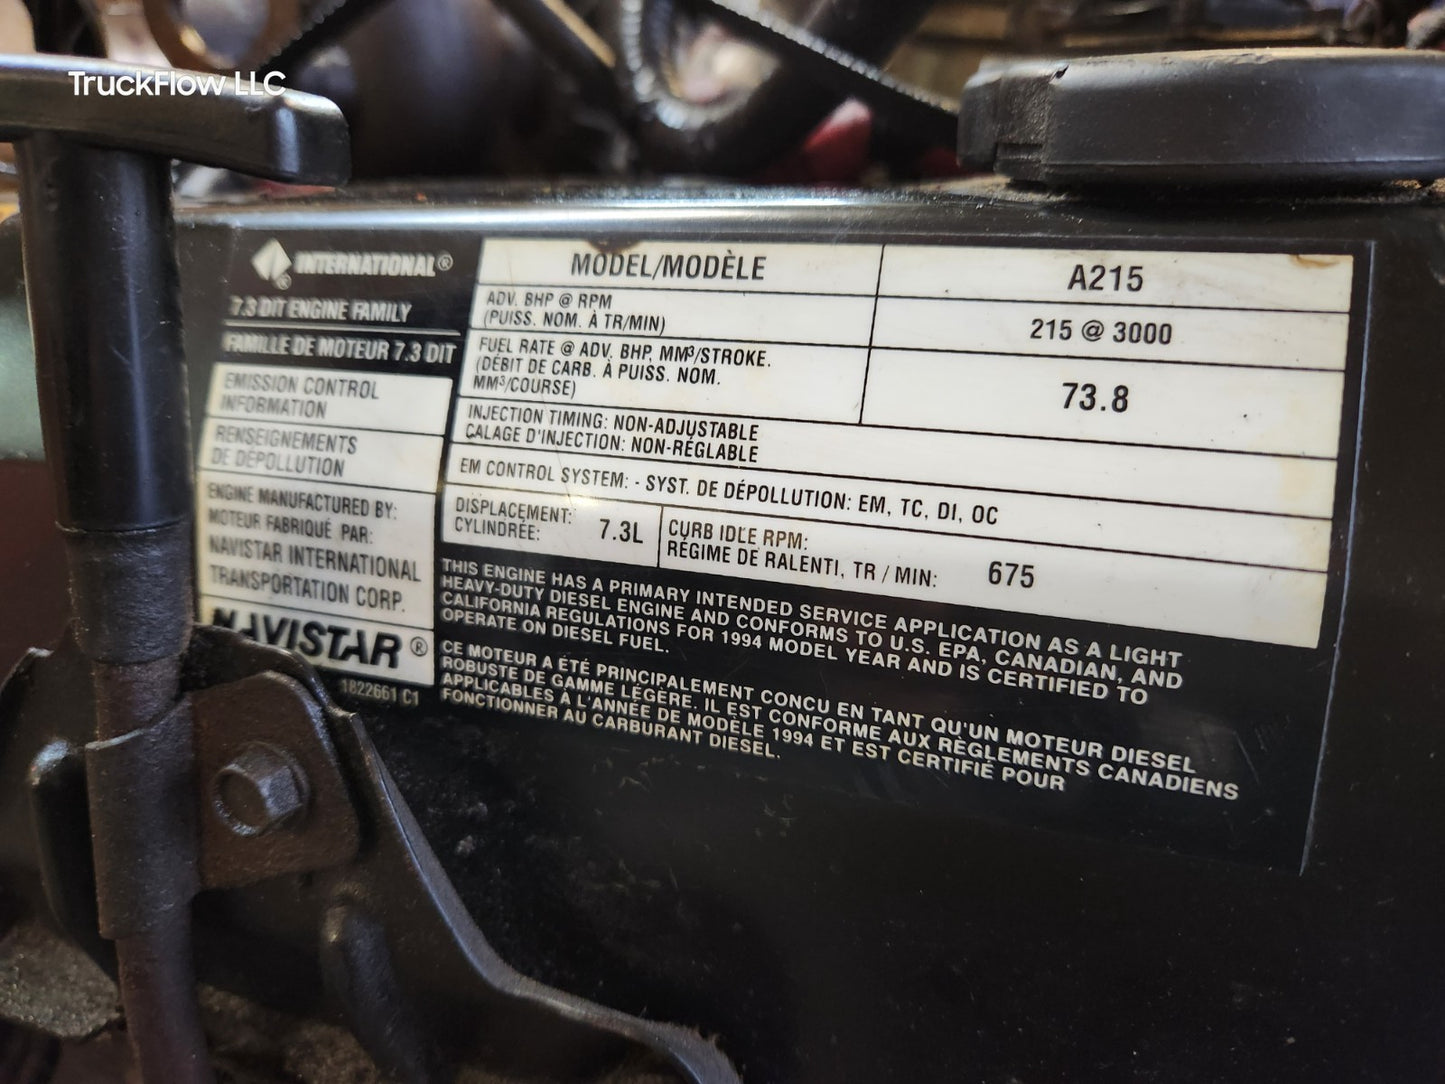 TruckFlow LLC
INTERNATIONAL®
7.3 DIT ENGINE FAMILY
FAMILLE DE MOTEUR 7.3 DIT
EMISSION CONTROL
INFORMATION
RENSEIGNEMENTS
DE DÉPOLLUTION
ENGINE MANUFACTURED BY:
MOTEUR FABRIQUÉ PAR:
NAVISTAR INTERNATIONAL
TRANSPORTATION CORP.
NAVISTAR®
1822661 C1
MODEL/MODÈLE A215
ADV. BHP @ RPM
(PUISS. NOM. À TR/MIN) 215 @ 3000
FUEL RATE @ ADV. BHP, MM³/STROKE.
(DÉBIT DE CARB. À PUISS. NOM.
MM³/COURSE) 73.8
INJECTION TIMING: NON-ADJUSTABLE
CALAGE D'INJECTION: NON-RÉGLABLE
EM CONTROL SYSTEM: - SYST. DE DÉPOLLUTION: EM, TC, DI, OC
DISPLACEMENT:
CYLINDRÉE: 7.3L
CURB IDLE RPM:
RÉGIME DE RALENTI, TR / MIN: 675
THIS ENGINE HAS A PRIMARY INTENDED SERVICE APPLICATION AS A LIGHT
HEAVY-DUTY DIESEL ENGINE AND CONFORMS TO U.S. EPA, CANADIAN, AND
CALIFORNIA REGULATIONS FOR 1994 MODEL YEAR AND IS CERTIFIED TO
OPERATE ON DIESEL FUEL.
CE MOTEUR A ÉTÉ PRINCIPALEMENT CONCU EN TANT QU'UN MOTEUR DIESEL
ROBUSTE DE GAMME LÉGÈRE. IL EST CONFORME AUX RÈGLEMENTS CANADIENS
APPLICABLES À L'ANNÉE DE MODÈLE 1994 ET EST CERTIFIÉ POUR
FONCTIONNER AU CARBURANT DIESEL.